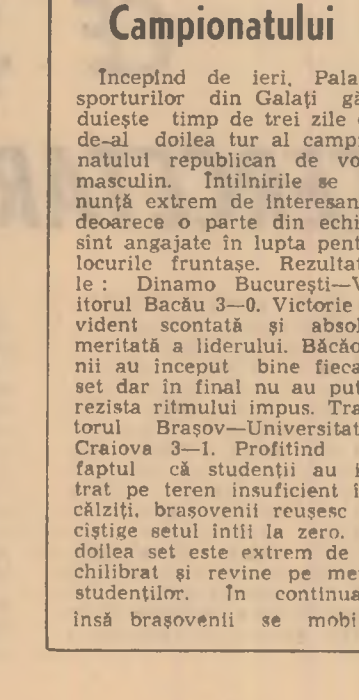 Campionatului
Începînd de ieri, Pala
sporturilor din Galați gă
duiește timp de trei zile
de-al doilea tur al camp
natului republican de vo
masculin. Întîlnirile se
nunță extrem de interesan
deoarece o parte din echi
sînt angajate în lupta pent
locurile fruntașe. Rezultat
le : Dinamo București—V
itorul Bacău 3—0. Victorie
vident scontată și absol
meritată a liderului. Băcăo
nii au început bine fieca
set dar în final nu au put
rezista ritmului impus. Tra
torul Brașov—Universitat
Craiova 3—1. Profitînd
faptul că studenții au i
trat pe teren insuficient î
călziți, brașovenii reușesc
cîștige setul întîi la zero.
doilea set este extrem de
chilibrat și revine pe me
studenților. În continua
însă brașovenii se mobi